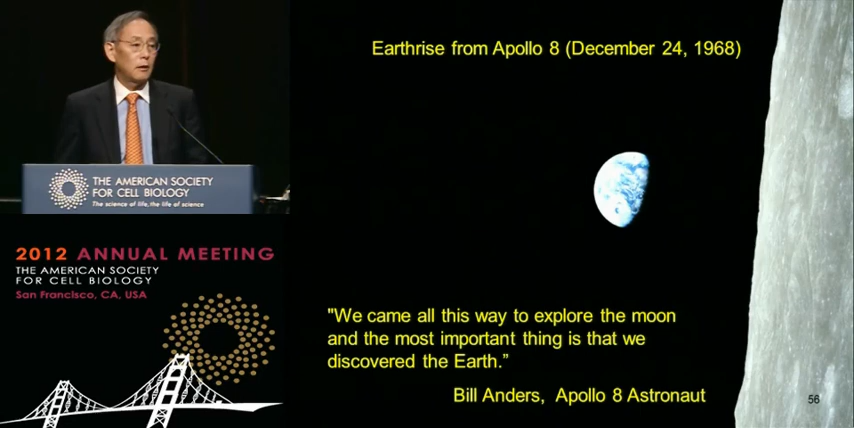 Earthrise from Apollo 8 (December 24, 1968)
THE AMERICAN SOCIETY
FOR CELL BIOLOGY
The science of life, the life of science
2012 ANNUAL MEETING
THE AMERICAN SOCIETY
FOR CELL BIOLOGY
San Francisco, CA, USA
"We came all this way to explore the moon
and the most important thing is that we
discovered the Earth.”
Bill Anders, Apollo 8 Astronaut
56